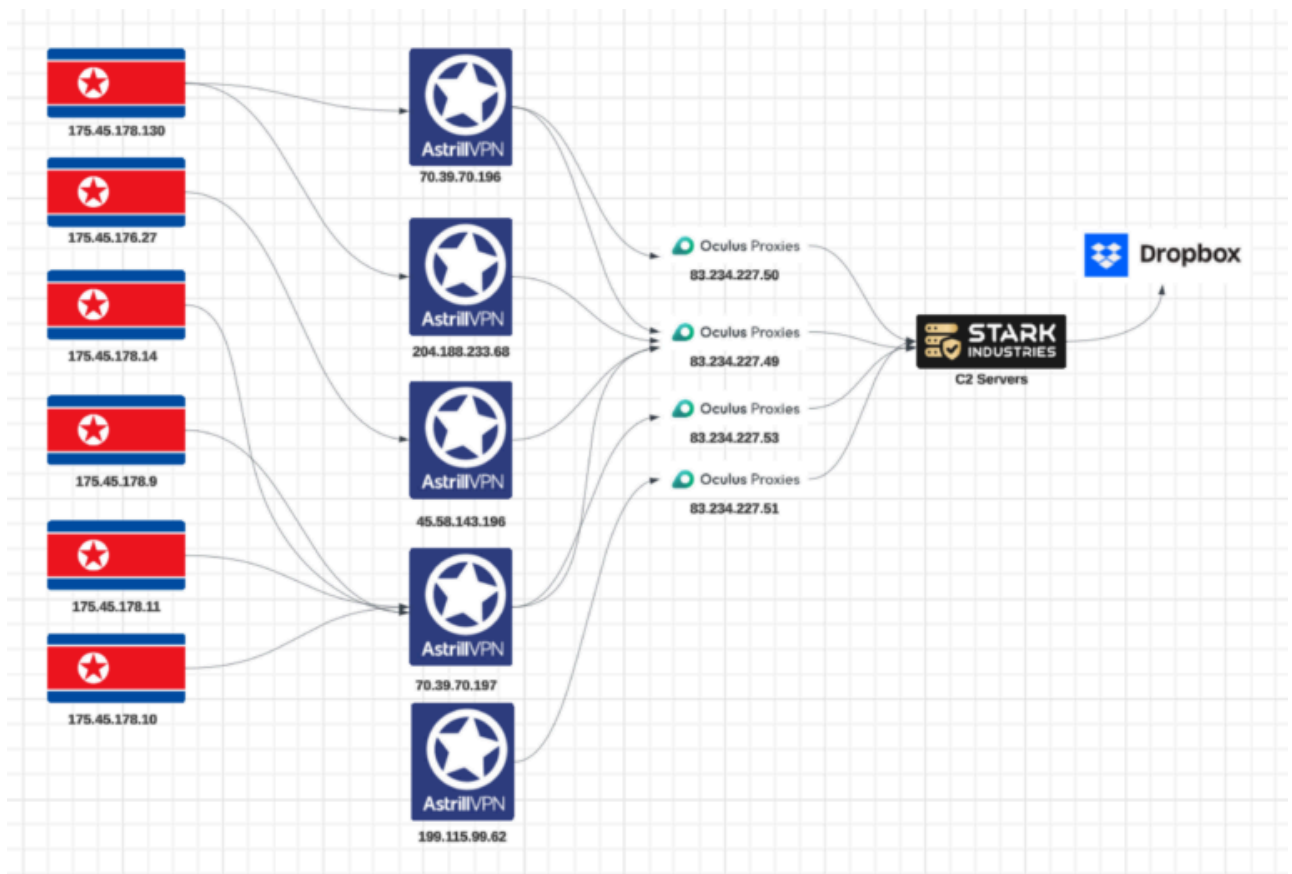 175.45.178.130
175.45.176.27
175.45.178.14
175.45.178.9
175.45.178.11
175.45.178.10
AstrillVPN
70.39.70.196
AstrillVPN
204.188.233.68
AstrillVPN
45.58.143.196
AstrillVPN
70.39.70.197
AstrillVPN
199.115.99.62
Oculus Proxies
83.234.227.50
Oculus Proxies
83.234.227.49
Oculus Proxies
83.234.227.53
Oculus Proxies
83.234.227.51
STARK
INDUSTRIES
C2 Servers
Dropbox